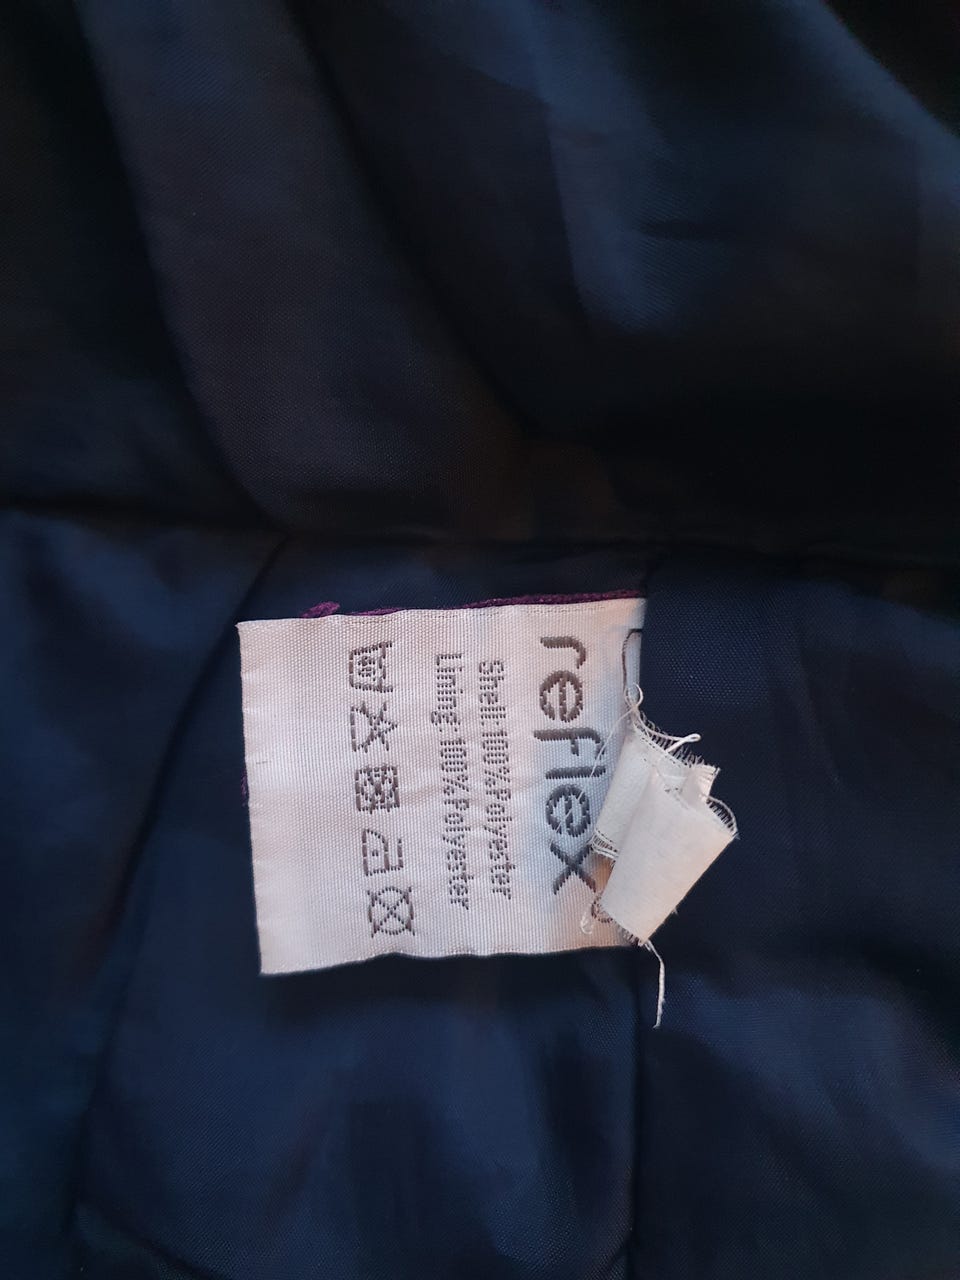 reflex
Shell: 100% Polyester
Lining: 100% Polyester